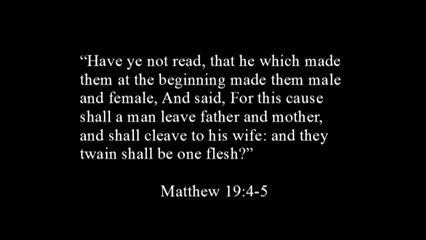 “Have ye not read, that he which made
them at the beginning made them male
and female, And said, For this cause
shall a man leave father and mother,
and shall cleave to his wife: and they
twain shall be one flesh?”
Matthew 19:4-5